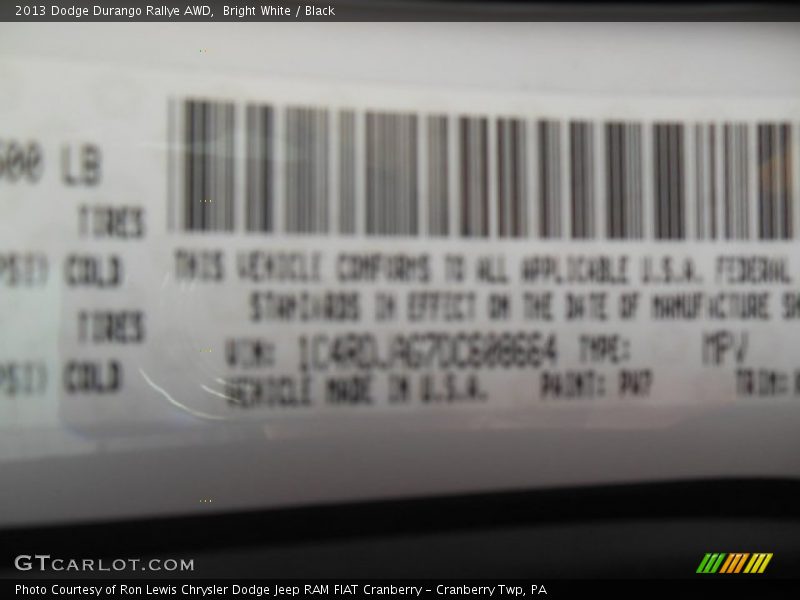 2013 Dodge Durango Rallye AWD,  Bright White / Black
LB
TIRES
COLD
TIRES
COLD
THIS VEHICLE CONFORMS TO ALL APPLICABLE U.S.A. FEDERAL
STANDARDS IN EFFECT ON THE DATE OF MANUFACTURE
VIN: 1C4RDJAG7DC608664 TYPE: MPV
VEHICLE MADE IN U.S.A. PAINT: PW7 TRIM:
GTCARLOT.COM
Photo Courtesy of Ron Lewis Chrysler Dodge Jeep RAM FIAT Cranberry – Cranberry Twp, PA